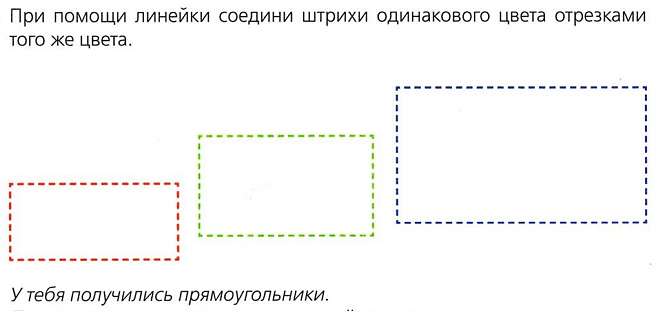 При помощи линейки соедини штрихи одинакового цвета отрезками
того же цвета.
У тебя получились прямоугольники.